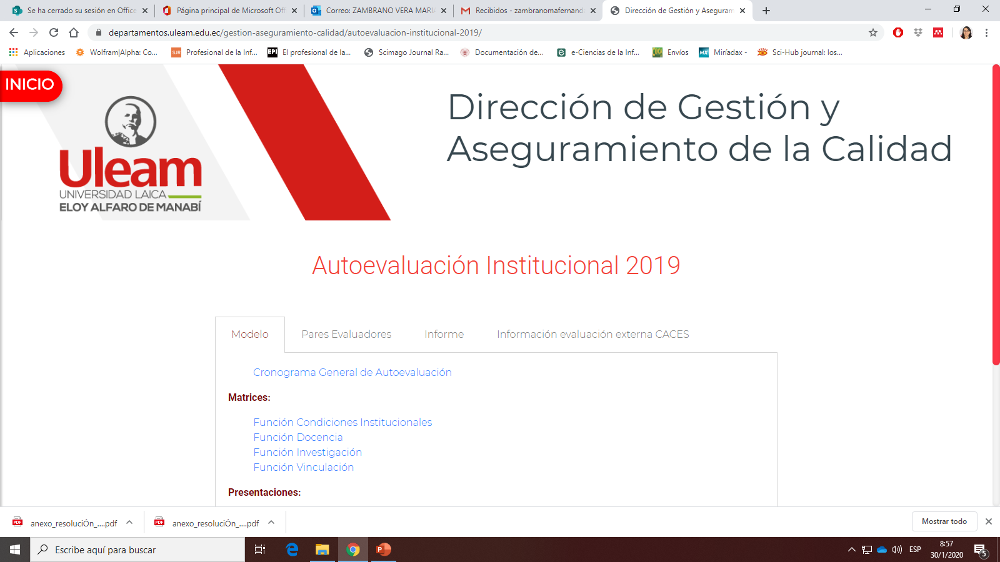 Se ha cerrado su sesión en Office
Página principal de Microsoft Off
Correo: ZAMBRANO VERA MARI
Recibidos - zambranomafernand
Dirección de Gestión y Aseguram
departamentos.uleam.edu.ec/gestion-aseguramiento-calidad/autoevaluacion-institucional-2019/
Aplicaciones
Wolfram|Alpha: Co...
SJR
Profesional de la Inf...
EPI
El profesional de la...
Scimago Journal Ra...
Documentación de...
e-Ciencias de la Inf...
Envíos
MX
Miríadax -
Sci-Hub journal: los...
INICIO
Uleam
UNIVERSIDAD LAICA
ELOY ALFARO DE MANABÍ
Dirección de Gestión y
Aseguramiento de la Calidad
Autoevaluación Institucional 2019
Modelo
Pares Evaluadores
Informe
Información evaluación externa CACES
Cronograma General de Autoevaluación
Matrices:
Función Condiciones Institucionales
Función Docencia
Función Investigación
Función Vinculación
Presentaciones:
PDF
anexo_resoluciÓn_....pdf
PDF
anexo_resoluciÓn_....pdf
Mostrar todo
Escribe aquí para buscar
ESP
8:57
30/1/2020
5